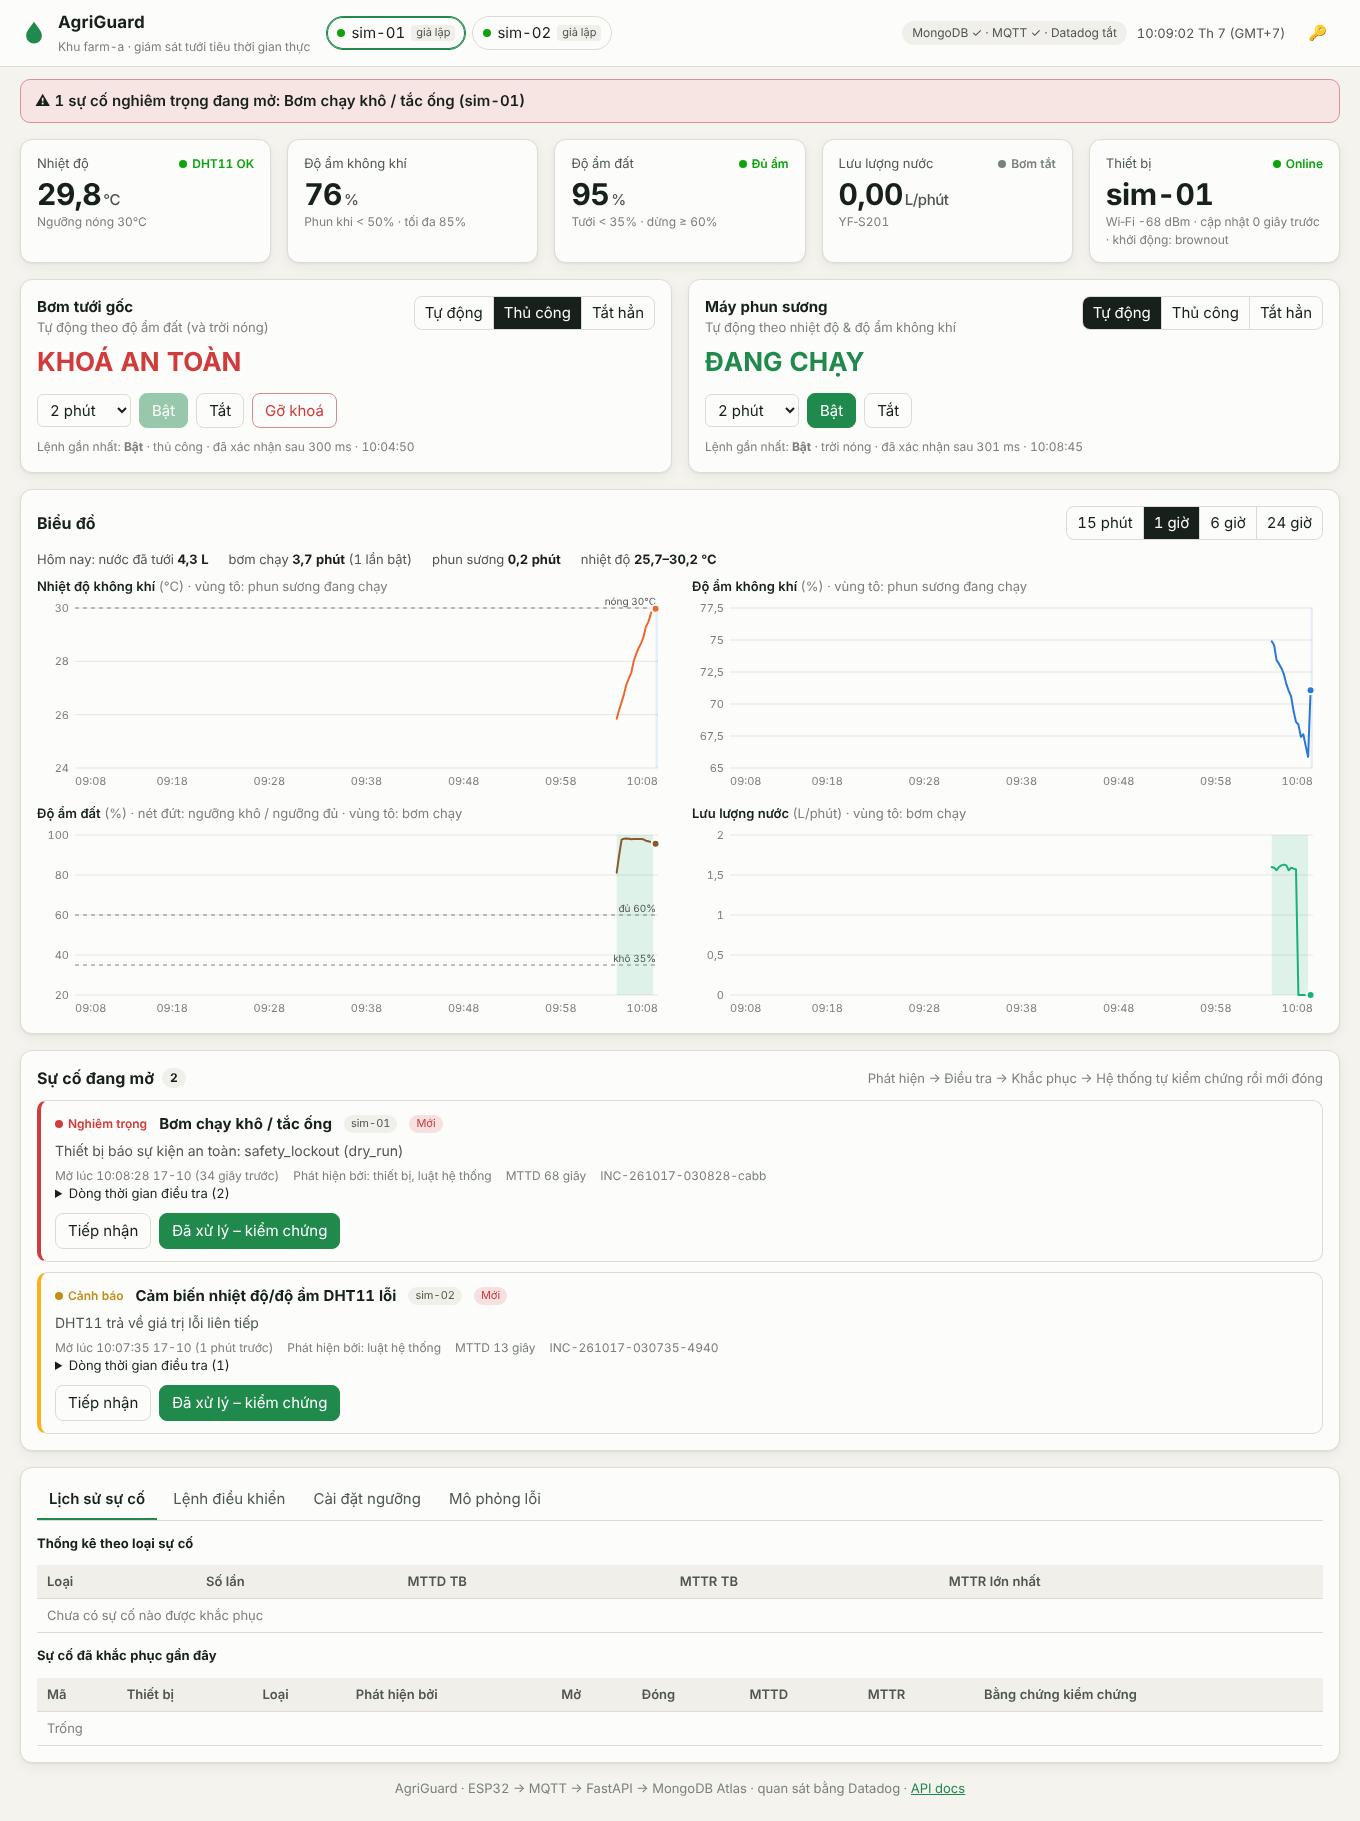 AgriGuard
Khu farm-a · giám sát tưới tiêu thời gian thực
sim-01 giả lập
sim-02 giả lập
MongoDB ✓ · MQTT ✓ · Datadog tắt
10:09:02 Th 7 (GMT+7)
⚠ 1 sự cố nghiêm trọng đang mở: Bơm chạy khô / tắc ống (sim-01)
Nhiệt độ
DHT11 OK
29,8 °C
Ngưỡng nóng 30°C
Độ ẩm không khí
76 %
Phun khi < 50% · tối đa 85%
Độ ẩm đất
Đủ ẩm
95 %
Tưới < 35% · dừng ≥ 60%
Lưu lượng nước
Bơm tắt
0,00 L/phút
YF-S201
Thiết bị
Online
sim-01
Wi-Fi -68 dBm · cập nhật 0 giây trước
· khởi động: brownout
Bơm tưới gốc
Tự động theo độ ẩm đất (và trời nóng)
Tự động Thủ công Tắt hẳn
KHOÁ AN TOÀN
2 phút Bật Tắt Gỡ khoá
Lệnh gần nhất: Bật · thủ công · đã xác nhận sau 300 ms · 10:04:50
Máy phun sương
Tự động theo nhiệt độ & độ ẩm không khí
Tự động Thủ công Tắt hẳn
ĐANG CHẠY
2 phút Bật Tắt
Lệnh gần nhất: Bật · trời nóng · đã xác nhận sau 301 ms · 10:08:45
Biểu đồ
15 phút 1 giờ 6 giờ 24 giờ
Hôm nay: nước đã tưới 4,3 L bơm chạy 3,7 phút (1 lần bật) phun sương 0,2 phút nhiệt độ 25,7–30,2 °C
Nhiệt độ không khí (°C) · vùng tô: phun sương đang chạy
nóng 30°C
30
28
26
24
09:08 09:18 09:28 09:38 09:48 09:58 10:08
Độ ẩm không khí (%) · vùng tô: phun sương đang chạy
77,5
75
72,5
70
67,5
65
09:08 09:18 09:28 09:38 09:48 09:58 10:08
Độ ẩm đất (%) · nét đứt: ngưỡng khô / ngưỡng đủ · vùng tô: bơm chạy
100
80
60
40
20
đủ 60%
khô 35%
09:08 09:18 09:28 09:38 09:48 09:58 10:08
Lưu lượng nước (L/phút) · vùng tô: bơm chạy
2
1,5
1
0,5
0
09:08 09:18 09:28 09:38 09:48 09:58 10:08
Sự cố đang mở 2
Phát hiện → Điều tra → Khắc phục → Hệ thống tự kiểm chứng rồi mới đóng
Nghiêm trọng Bơm chạy khô / tắc ống sim-01 Mới
Thiết bị báo sự kiện an toàn: safety_lockout (dry_run)
Mở lúc 10:08:28 17-10 (34 giây trước) Phát hiện bởi: thiết bị, luật hệ thống MTTD 68 giây INC-261017-030828-cabb
▶ Dòng thời gian điều tra (2)
Tiếp nhận Đã xử lý – kiểm chứng
Cảnh báo Cảm biến nhiệt độ/độ ẩm DHT11 lỗi sim-02 Mới
DHT11 trả về giá trị lỗi liên tiếp
Mở lúc 10:07:35 17-10 (1 phút trước) Phát hiện bởi: luật hệ thống MTTD 13 giây INC-261017-030735-4940
▶ Dòng thời gian điều tra (1)
Tiếp nhận Đã xử lý – kiểm chứng
Lịch sử sự cố Lệnh điều khiển Cài đặt ngưỡng Mô phỏng lỗi
Thống kê theo loại sự cố
Loại Số lần MTTD TB MTTR TB MTTR lớn nhất
Chưa có sự cố nào được khắc phục
Sự cố đã khắc phục gần đây
Mã Thiết bị Loại Phát hiện bởi Mở Đóng MTTD MTTR Bằng chứng kiểm chứng
Trống
AgriGuard · ESP32 → MQTT → FastAPI → MongoDB Atlas · quan sát bằng Datadog · API docs